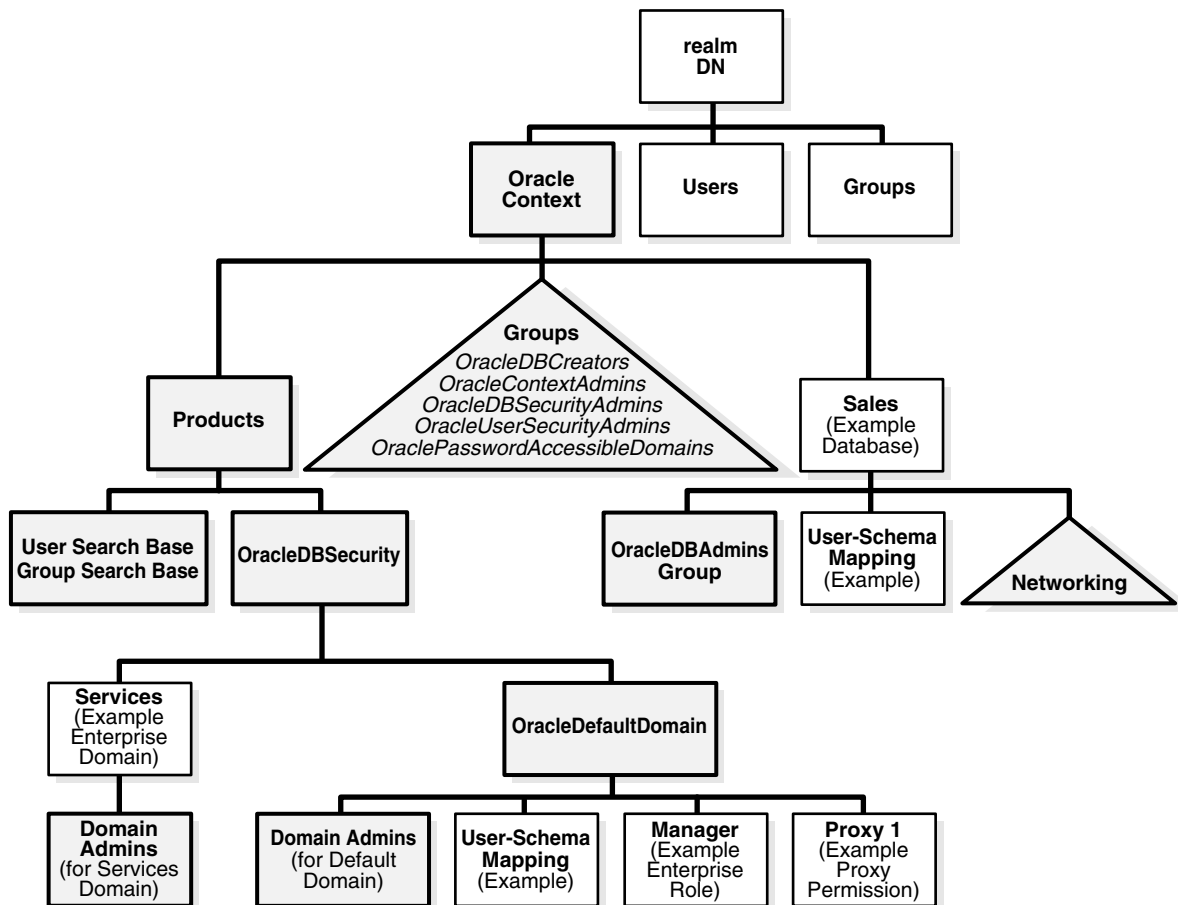 realm
DN
Oracle
Context
Users
Groups
Groups
OracleDBCreators
OracleContextAdmins
OracleDBSecurityAdmins
OracleUserSecurityAdmins
OraclePasswordAccessibleDomains
Products
Sales
(Example
Database)
User Search Base
Group Search Base
OracleDBSecurity
OracleDBAdmins
Group
User-Schema
Mapping
(Example)
Networking
Services
(Example
Enterprise
Domain)
OracleDefaultDomain
Domain
Admins
(for Services
Domain)
Domain Admins
(for Default
Domain)
User-Schema
Mapping
(Example)
Manager
(Example
Enterprise
Role)
Proxy 1
(Example
Proxy
Permission)